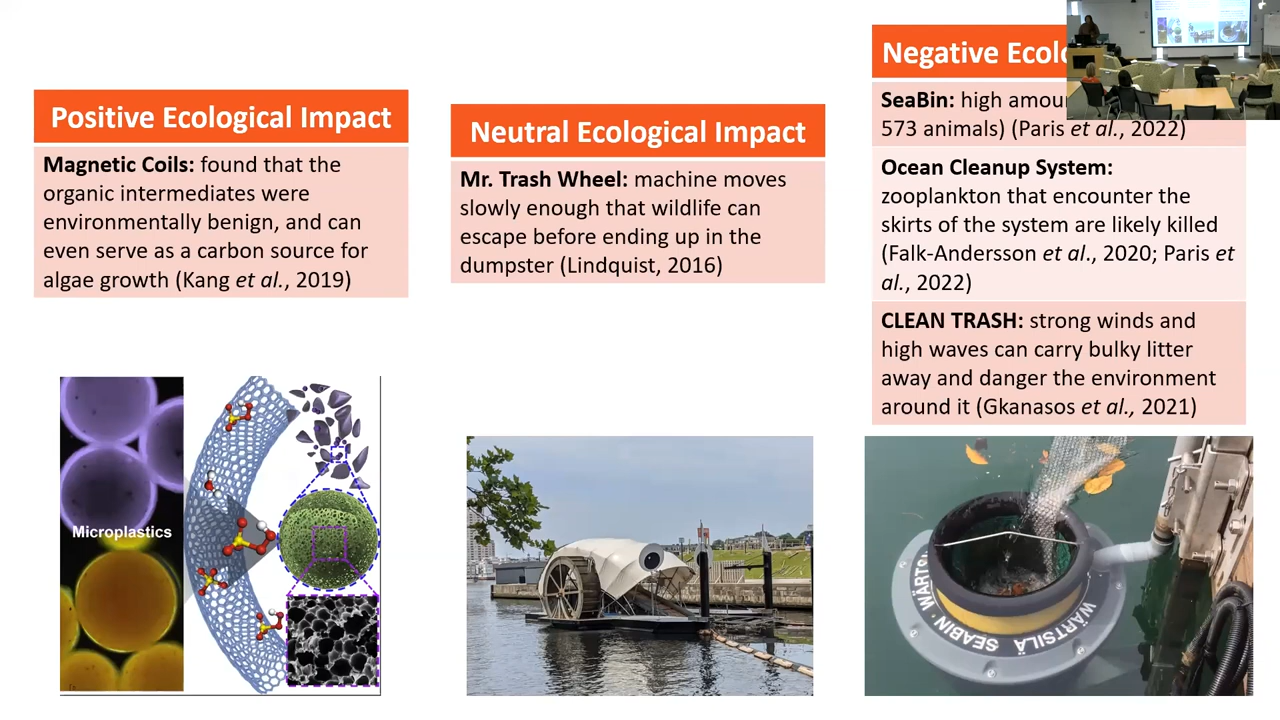 Positive Ecological Impact
Magnetic Coils: found that the
organic intermediates were
environmentally benign, and can
even serve as a carbon source for
algae growth (Kang et al., 2019)
Microplastics
Neutral Ecological Impact
Mr. Trash Wheel: machine moves
slowly enough that wildlife can
escape before ending up in the
dumpster (Lindquist, 2016)
Negative
SeaBin: high
573 animals) (Paris et al., 2022)
Ocean Cleanup System:
zooplankton that encounter the
skirts of the system are likely killed
(Falk-Andersson et al., 2020; Paris et
al., 2022)
CLEAN TRASH: strong winds and
high waves can carry bulky litter
away and danger the environment
around it (Gkanasos et al., 2021)
WÄRTSILÄ SEABIN · WÄRTS